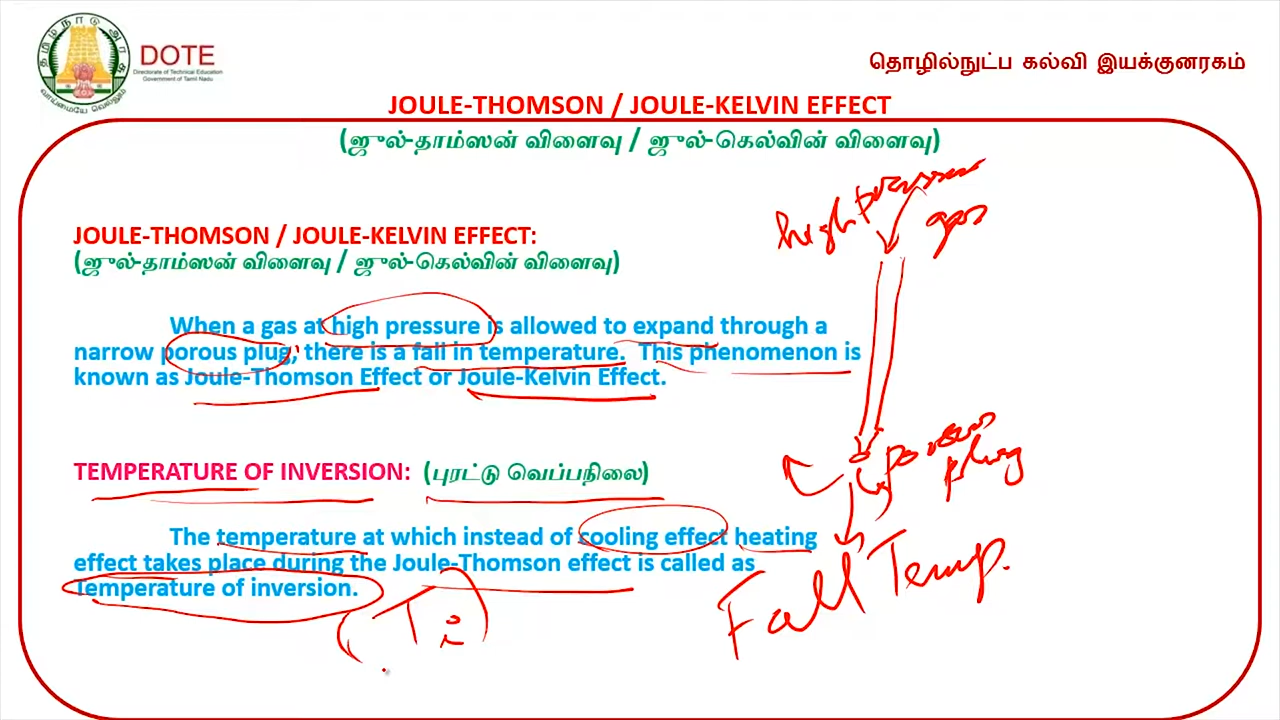 தமிழ்நாடு அரசு
வாய்மையே வெல்லும்
DOTE
Directorate of Technical Education
Government of Tamil Nadu
தொழில்நுட்ப கல்வி இயக்குனரகம்
JOULE-THOMSON / JOULE-KELVIN EFFECT
(ஜுல்-தாம்ஸன் விளைவு / ஜுல்-கெல்வின் விளைவு)
JOULE-THOMSON / JOULE-KELVIN EFFECT:
(ஜுல்-தாம்ஸன் விளைவு / ஜுல்-கெல்வின் விளைவு)
When a gas at high pressure is allowed to expand through a
narrow porous plug, there is a fall in temperature. This phenomenon is
known as Joule-Thomson Effect or Joule-Kelvin Effect.
high pressure
gas
porous
plug
Fall Temp.
TEMPERATURE OF INVERSION: (புரட்டு வெப்பநிலை)
The temperature at which instead of cooling effect heating
effect takes place during the Joule-Thomson effect is called as
Temperature of inversion.
(Ti)